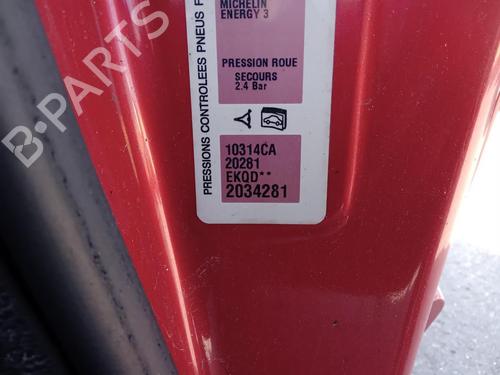 MICHELIN
ENERGY 3
PRESSION ROUE
SECOURS
2.4 Bar
10314CA
20281
EKQD**
2034281
PRESSIONS CONTROLEES PNEUS F
B-PARTS